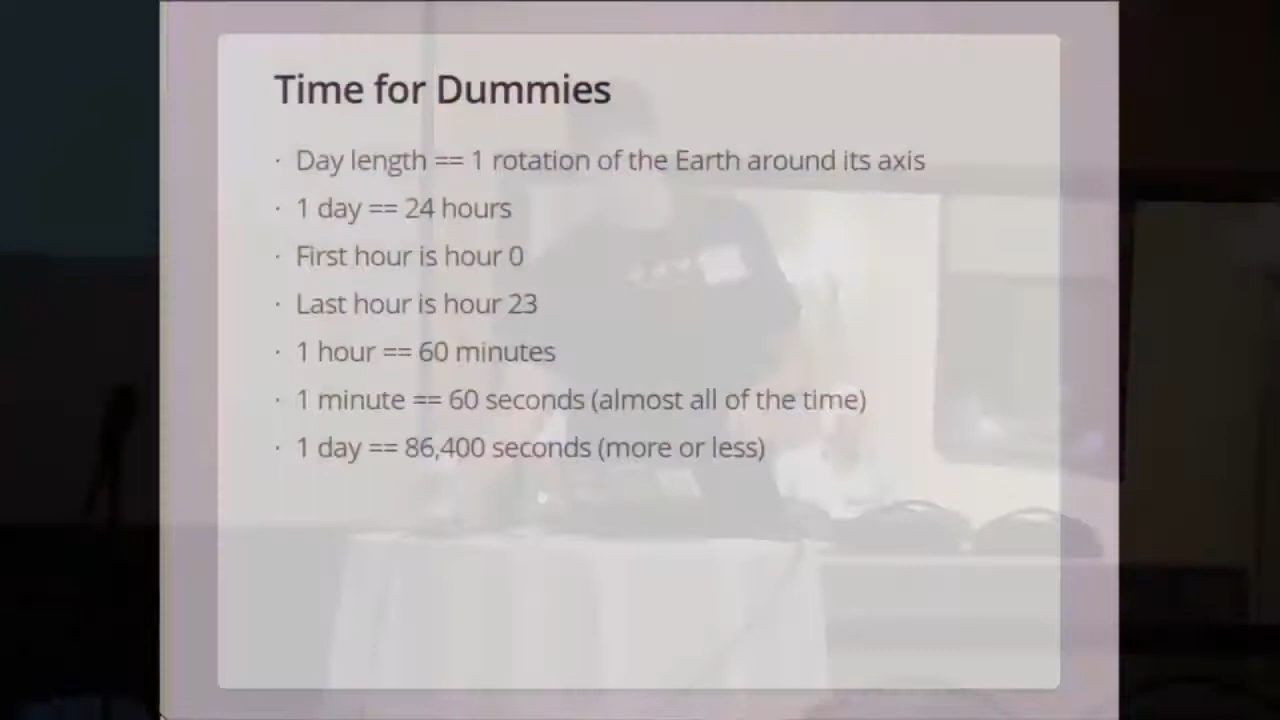 Time for Dummies
· Day length == 1 rotation of the Earth around its axis
· 1 day == 24 hours
· First hour is hour 0
· Last hour is hour 23
· 1 hour == 60 minutes
· 1 minute == 60 seconds (almost all of the time)
· 1 day == 86,400 seconds (more or less)